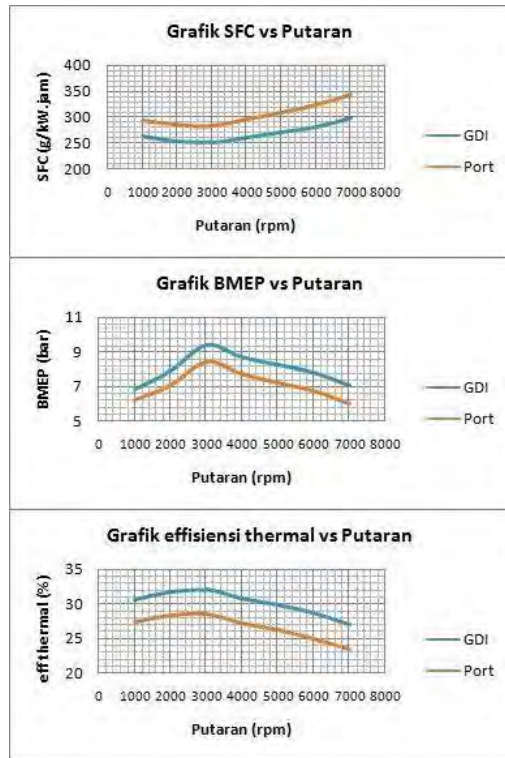 Grafik SFC vs Putaran
400
350
300
250
200
SFC (g/kW.jam)
0 1000 2000 3000 4000 5000 6000 7000 8000
Putaran (rpm)
GDI
Port
Grafik BMEP vs Putaran
11
9
7
5
BMEP (bar)
0 1000 2000 3000 4000 5000 6000 7000 8000
Putaran (rpm)
GDI
Port
Grafik effisiensi thermal vs Putaran
35
30
25
20
eff thermal (%)
0 1000 2000 3000 4000 5000 6000 7000 8000
Putaran (rpm)
GDI
Port